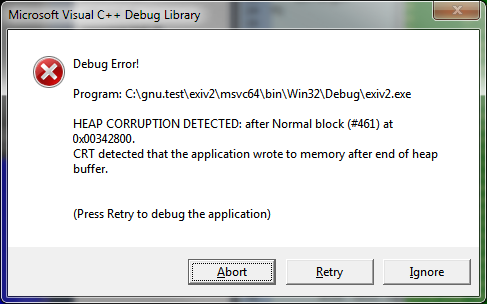 Microsoft Visual C++ Debug Library
Debug Error!
Program: C:\gnu.test\exiv2\msvc64\bin\Win32\Debug\exiv2.exe
HEAP CORRUPTION DETECTED: after Normal block (#461) at
0x00342800.
CRT detected that the application wrote to memory after end of heap
buffer.
(Press Retry to debug the application)
Abort
Retry
Ignore